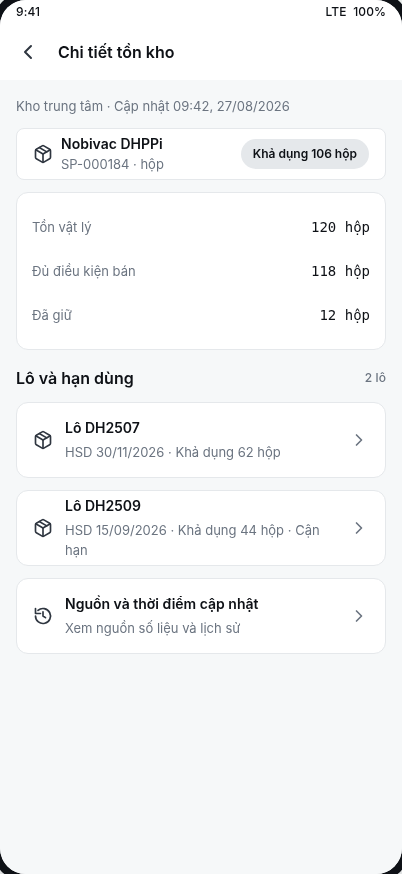 9:41
LTE 100%
Chi tiết tồn kho
Kho trung tâm · Cập nhật 09:42, 27/08/2026
Nobivac DHPPi
SP-000184 · hộp
Khả dụng 106 hộp
Tồn vật lý
120 hộp
Đủ điều kiện bán
118 hộp
Đã giữ
12 hộp
Lô và hạn dùng
2 lô
Lô DH2507
HSD 30/11/2026 · Khả dụng 62 hộp
Lô DH2509
HSD 15/09/2026 · Khả dụng 44 hộp · Cận
hạn
Nguồn và thời điểm cập nhật
Xem nguồn số liệu và lịch sử